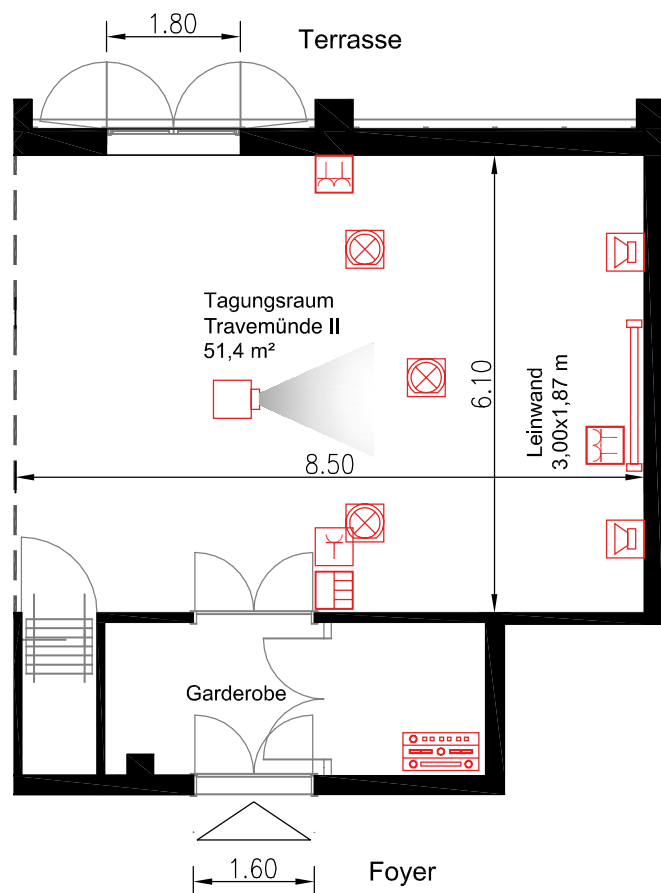 1.80
Terrasse
Tagungsraum
Travemünde II
51,4 m²
6.10
Leinwand
3,00x1,87 m
8.50
Garderobe
1.60
Foyer